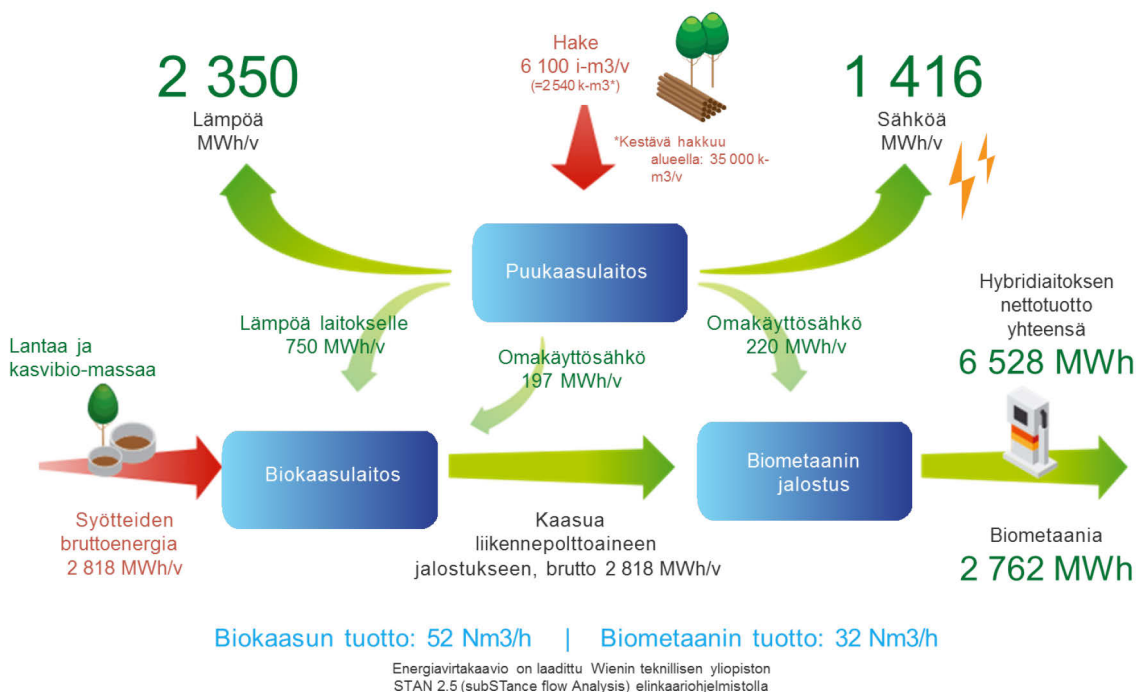 2 350
Lämpöä
MWh/v
Hake
6 100 i-m3/v
(=2540 k-m3*)
*Kestävä hakkuu
alueella: 35 000 k-
m3/v
1 416
Sähköä
MWh/v
Puukaasulaitos
Lämpöä laitokselle
750 MWh/v
Omakäyttösähkö
197 MWh/v
Omakäyttösähkö
220 MWh/v
Hybridiaitoksen
nettotuotto
yhteensä
6 528 MWh
Lantaa ja
kasvibio-massaa
Biokaasulaitos
Biometaanin
jalostus
Syötteiden
bruttoenergia
2 818 MWh/v
Kaasua
liikennepolttoaineen
jalostukseen, brutto 2 818 MWh/v
Biometaania
2 762 MWh
Biokaasun tuotto: 52 Nm3/h | Biometaanin tuotto: 32 Nm3/h
Energiavirtakaavio on laadittu Wienin teknillisen yliopiston
STAN 2.5 (subSTance flow Analysis) elinkaariohjelmistolla